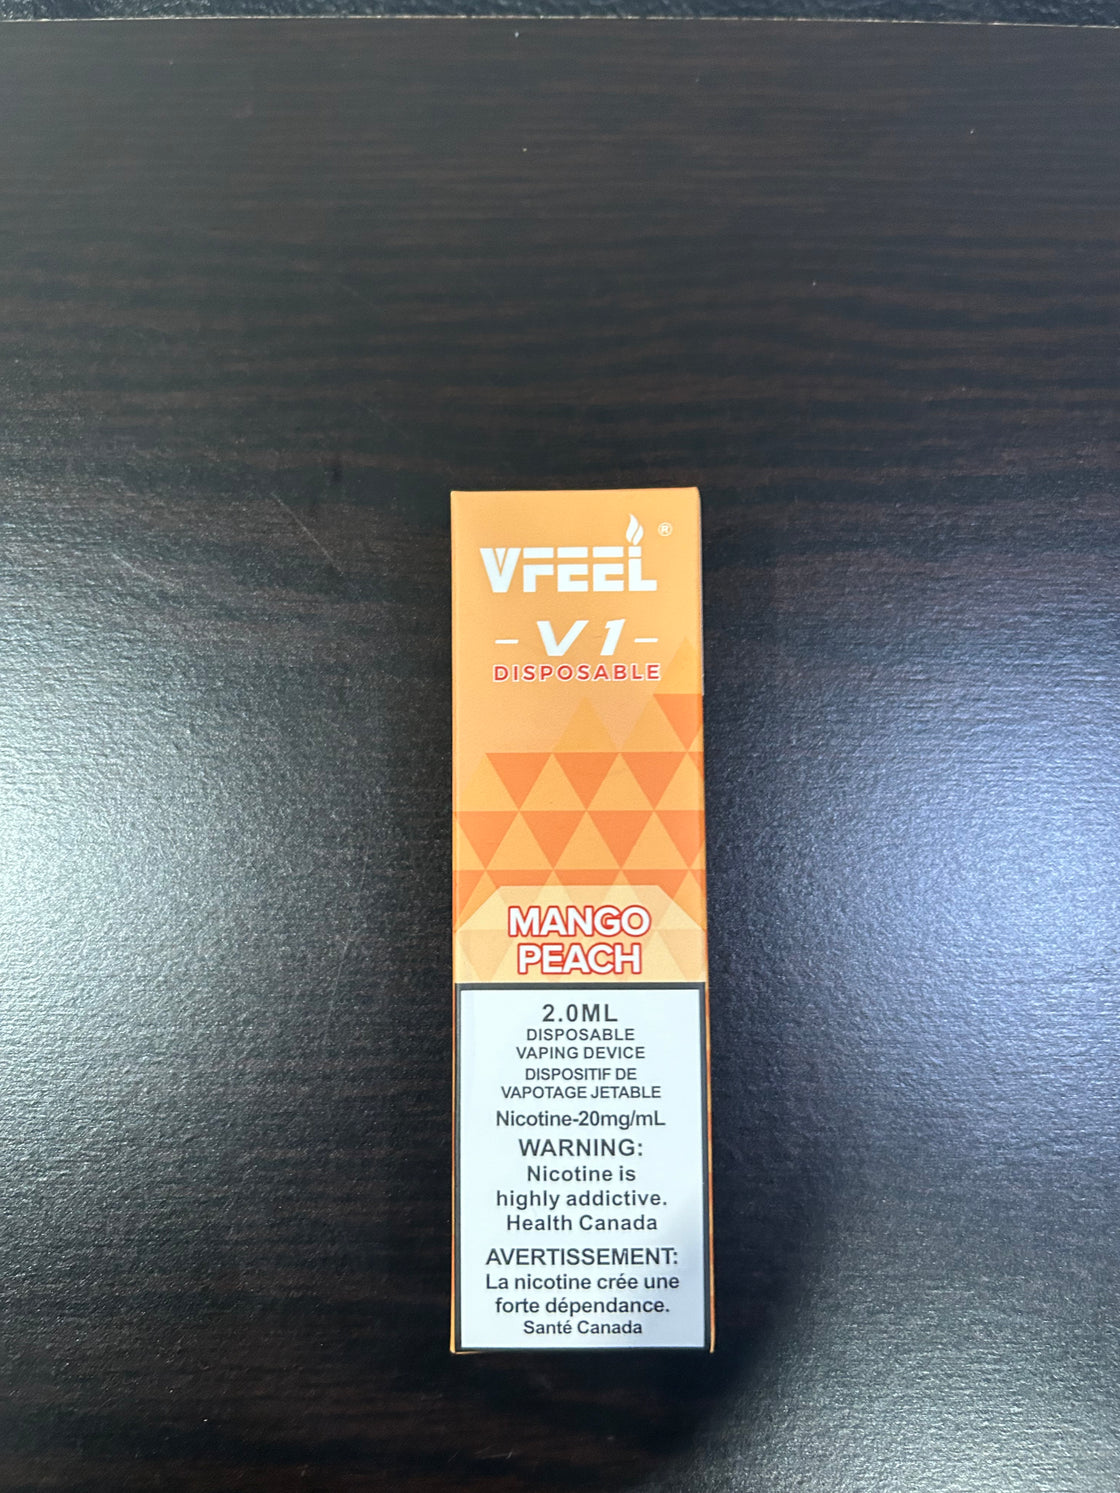 VFEEL®
- V1 -
DISPOSABLE
MANGO
PEACH
2.0ML
DISPOSABLE
VAPING DEVICE
DISPOSITIF DE
VAPOTAGE JETABLE
Nicotine-20mg/mL
WARNING:
Nicotine is
highly addictive.
Health Canada
AVERTISSEMENT:
La nicotine crée une
forte dépendance.
Santé Canada